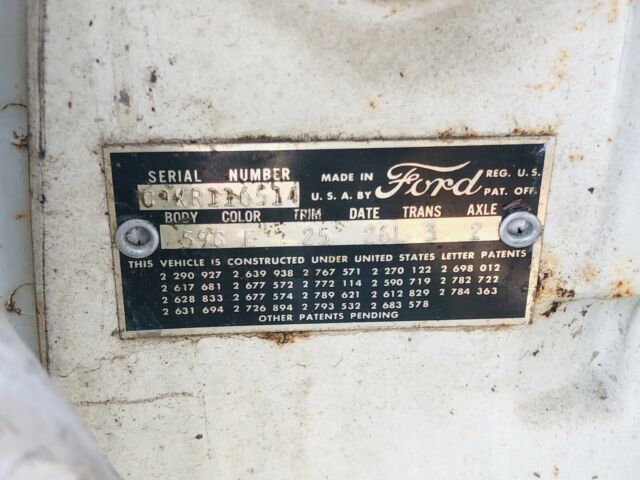 SERIAL NUMBER
MADE IN
U.S.A. BY
Ford
REG. U.S.
PAT. OFF.
C9KR116514
BODY COLOR TRIM DATE TRANS AXLE
59C E 25 26L 3 2
THIS VEHICLE IS CONSTRUCTED UNDER UNITED STATES LETTER PATENTS
2 290 927 2 639 938 2 767 571 2 270 122 2 698 012
2 617 681 2 677 572 2 772 114 2 590 719 2 782 722
2 628 833 2 677 574 2 789 621 2 612 829 2 784 363
2 631 694 2 726 894 2 793 532 2 683 578
OTHER PATENTS PENDING